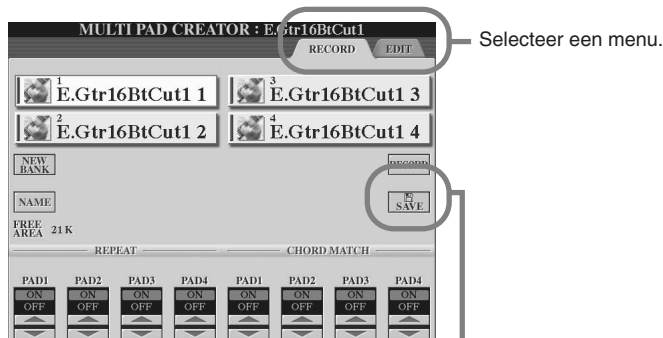 MULTI PAD CREATOR : E.Gtr16BtCut1
RECORD EDIT
Selecteer een menu.
1 E.Gtr16BtCut1 1
3 E.Gtr16BtCut1 3
2 E.Gtr16BtCut1 2
4 E.Gtr16BtCut1 4
NEW BANK
RECORD
NAME
SAVE
FREE AREA 21K
REPEAT CHORD MATCH
PAD1 PAD2 PAD3 PAD4 PAD1 PAD2 PAD3 PAD4
ON ON ON ON ON ON ON ON
OFF OFF OFF OFF OFF OFF OFF OFF